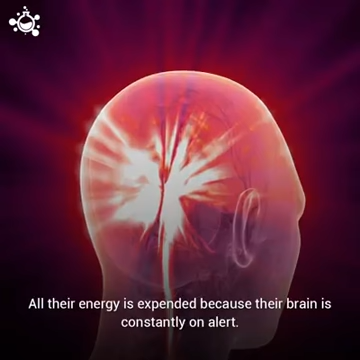 All their energy is expended because their brain is
constantly on alert.